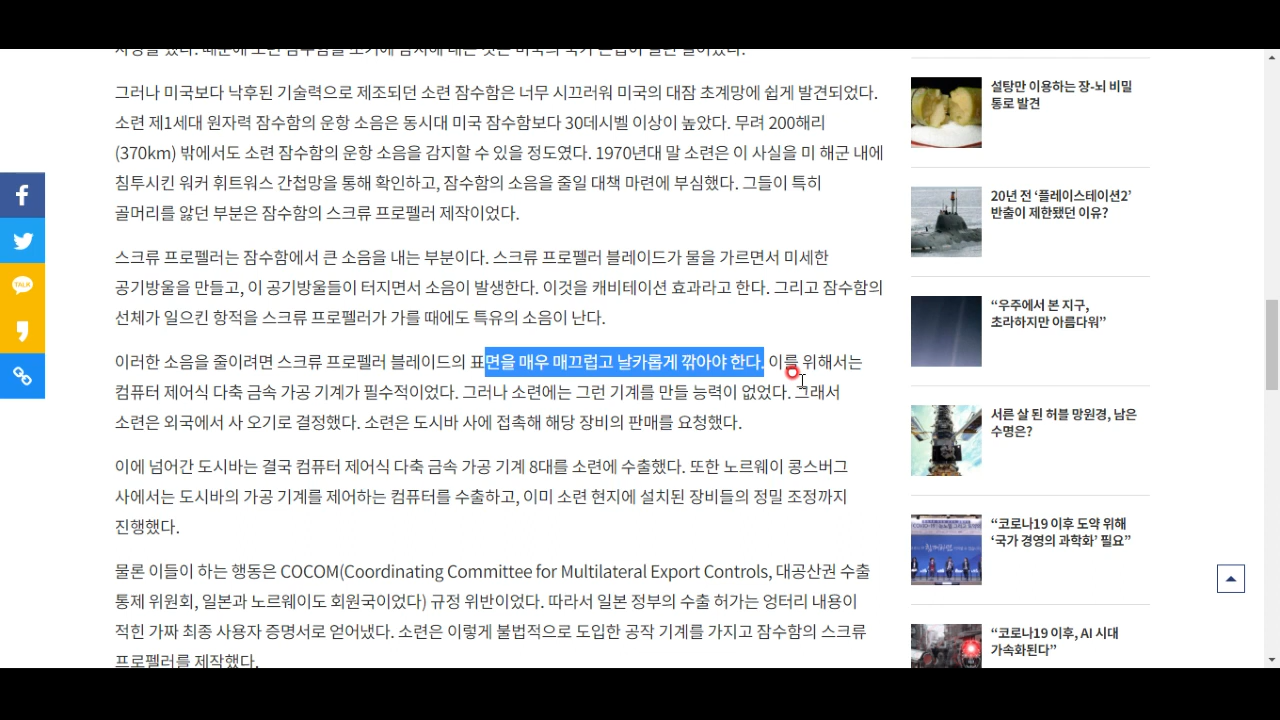 그러나 미국보다 낙후된 기술력으로 제조되던 소련 잠수함은 너무 시끄러워 미국의 대잠 초계망에 쉽게 발견되었다.
소련 제1세대 원자력 잠수함의 운항 소음은 동시대 미국 잠수함보다 30데시벨 이상이 높았다. 무려 200해리
(370km) 밖에서도 소련 잠수함의 운항 소음을 감지할 수 있을 정도였다. 1970년대 말 소련은 이 사실을 미 해군 내에
침투시킨 워커 휘트워스 간첩망을 통해 확인하고, 잠수함의 소음을 줄일 대책 마련에 부심했다. 그들이 특히
골머리를 앓던 부분은 잠수함의 스크류 프로펠러 제작이었다.
스크류 프로펠러는 잠수함에서 큰 소음을 내는 부분이다. 스크류 프로펠러 블레이드가 물을 가르면서 미세한
공기방울을 만들고, 이 공기방울들이 터지면서 소음이 발생한다. 이것을 캐비테이션 효과라고 한다. 그리고 잠수함의
선체가 일으킨 항적을 스크류 프로펠러가 가를 때에도 특유의 소음이 난다.
이러한 소음을 줄이려면 스크류 프로펠러 블레이드의 표면을 매우 매끄럽고 날카롭게 깎아야 한다. 이를 위해서는
컴퓨터 제어식 다축 금속 가공 기계가 필수적이었다. 그러나 소련에는 그런 기계를 만들 능력이 없었다. 그래서
소련은 외국에서 사 오기로 결정했다. 소련은 도시바 사에 접촉해 해당 장비의 판매를 요청했다.
이에 넘어간 도시바는 결국 컴퓨터 제어식 다축 금속 가공 기계 8대를 소련에 수출했다. 또한 노르웨이 콩스버그
사에서는 도시바의 가공 기계를 제어하는 컴퓨터를 수출하고, 이미 소련 현지에 설치된 장비들의 정밀 조정까지
진행했다.
물론 이들이 하는 행동은 COCOM(Coordinating Committee for Multilateral Export Controls, 대공산권 수출
통제 위원회, 일본과 노르웨이도 회원국이었다) 규정 위반이었다. 따라서 일본 정부의 수출 허가는 엉터리 내용이
적힌 가짜 최종 사용자 증명서로 얻어냈다. 소련은 이렇게 불법적으로 도입한 공작 기계를 가지고 잠수함의 스크류
프로펠러를 제작했다.
설탕만 이용하는 장-뇌 비밀
통로 발견
20년 전 ‘플레이스테이션2’
반출이 제한됐던 이유?
“우주에서 본 지구,
초라하지만 아름다워”
서른 살 된 허블 망원경, 남은
수명은?
“코로나19 이후 도약 위해
‘국가 경영의 과학화’ 필요”
“코로나19 이후, AI 시대
가속화된다”
TALK